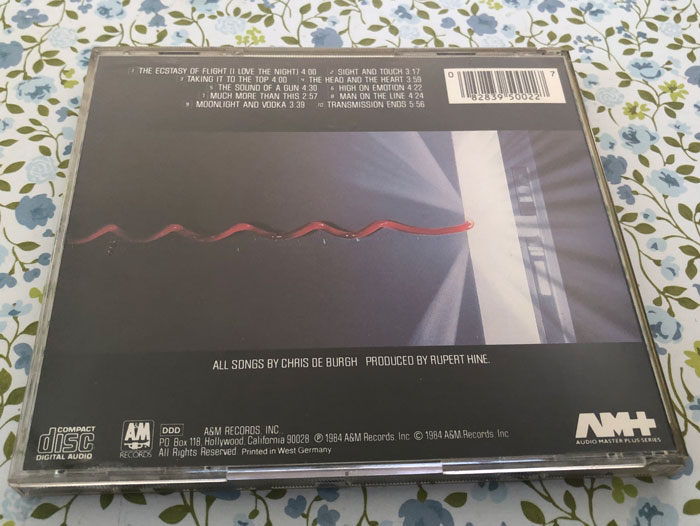 1 THE ECSTASY OF FLIGHT (I LOVE THE NIGHT) 4:00 2 SIGHT AND TOUCH 3:17
3 TAKING IT TO THE TOP 4:00 4 THE HEAD AND THE HEART 3:59
5 THE SOUND OF A GUN 4:30 6 HIGH ON EMOTION 4:22
7 MUCH MORE THAN THIS 2:57 8 MAN ON THE LINE 4:24
9 MOONLIGHT AND VODKA 3:39 10 TRANSMISSION ENDS 5:56
0 82839 50022 7
ALL SONGS BY CHRIS DE BURGH PRODUCED BY RUPERT HINE.
COMPACT
disc
DIGITAL AUDIO
A&M
RECORDS
DDD A&M RECORDS, INC.
PO Box 118, Hollywood, California 90028 ℗ 1984 A&M Records, Inc © 1984 A&M Records, Inc
All Rights Reserved Printed in West Germany
AM+
AUDIO MASTER PLUS SERIES